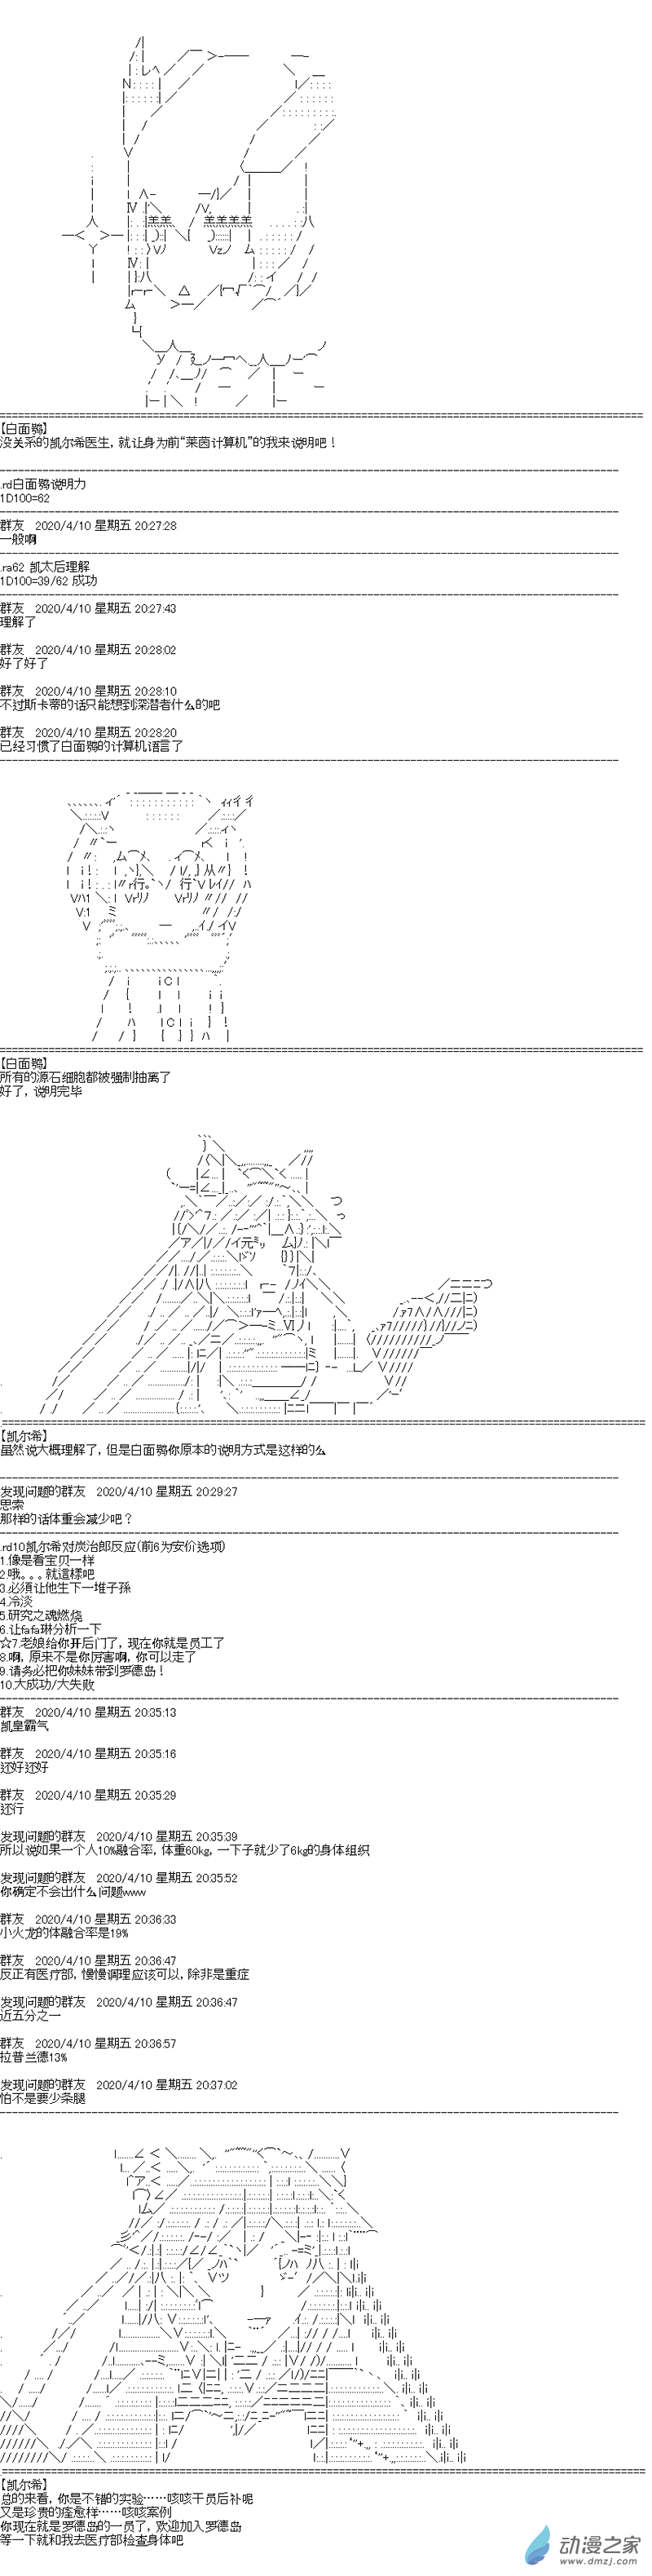 【白面鸮】
没关系的凯尔希医生，就让身为前“莱茵计算机”的我来说明吧！
.rd白面鸮说明力
1D100=62
群友　2020/4/10 星期五 20:27:28
一般啊
.ra62 凯太后理解
1D100=39/62 成功
群友　2020/4/10 星期五 20:27:43
理解了
群友　2020/4/10 星期五 20:28:02
好了好了
群友　2020/4/10 星期五 20:28:10
不过斯卡蒂的话只能想到深潜者什么的吧
群友　2020/4/10 星期五 20:28:20
已经习惯了白面鸮的计算机语言了
【白面鸮】
所有的源石细胞都被强制抽离了
好了，说明完毕
【凯尔希】
虽然说大概理解了，但是白面鸮你原本的说明方式是这样的么
发现问题的群友　2020/4/10 星期五 20:29:27
思索
那样的话体重会减少吧？
.rd10凯尔希对炭治郎反应(前6为安价选项)
1.像是看宝贝一样
2.哦。。。就這樣吧
3.必須让他生下一堆子孫
4.冷淡
5.研究之魂燃烧
6.让fafa琳分析一下
☆7.老娘给你开后门了，现在你就是员工了
8.啊，原来不是你厉害啊，你可以走了
9.请务必把你妹妹带到罗德岛！
10.大成功/大失败
群友　2020/4/10 星期五 20:35:13
凯皇霸气
群友　2020/4/10 星期五 20:35:16
还好还好
群友　2020/4/10 星期五 20:35:29
还行
发现问题的群友　2020/4/10 星期五 20:35:39
所以说如果一个人10%融合率，体重60kg，一下子就少了6kg的身体组织
发现问题的群友　2020/4/10 星期五 20:35:52
你确定不会出什么问题www
群友　2020/4/10 星期五 20:36:33
小火龙的体融合率是19%
群友　2020/4/10 星期五 20:36:47
反正有医疗部，慢慢调理应该可以，除非是重症
发现问题的群友　2020/4/10 星期五 20:36:47
近五分之一
群友　2020/4/10 星期五 20:36:57
拉普兰德13%
发现问题的群友　2020/4/10 星期五 20:37:02
怕不是要少条腿
【凯尔希】
总的来看，你是不错的实验……咳咳干员后补呢
又是珍贵的痊愈样……咳咳案例
你现在就是罗德岛的一员了，欢迎加入罗德岛
等一下就和我去医疗部检查身体吧
动漫之家
www.dmzj.com